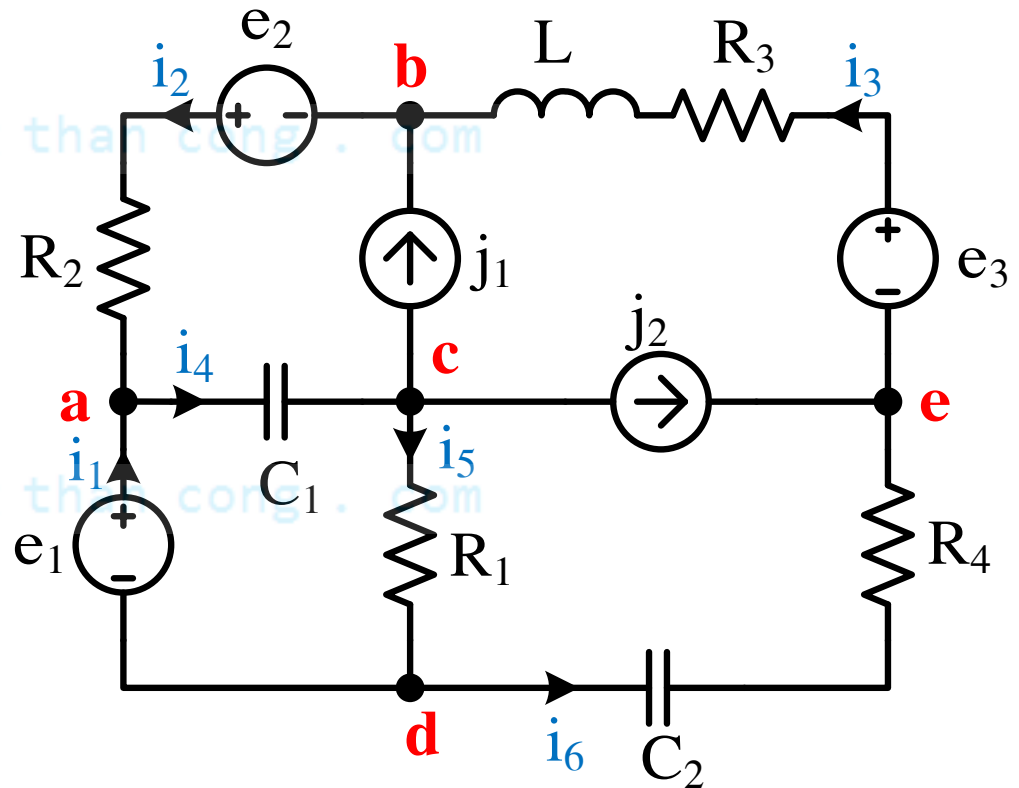 e2
i2
b
L
R3
i3
than cong . com
R2
j1
e3
j2
i4
c
a
e
i1
C1
i5
than cong . com
e1
R1
R4
d
i6
C2